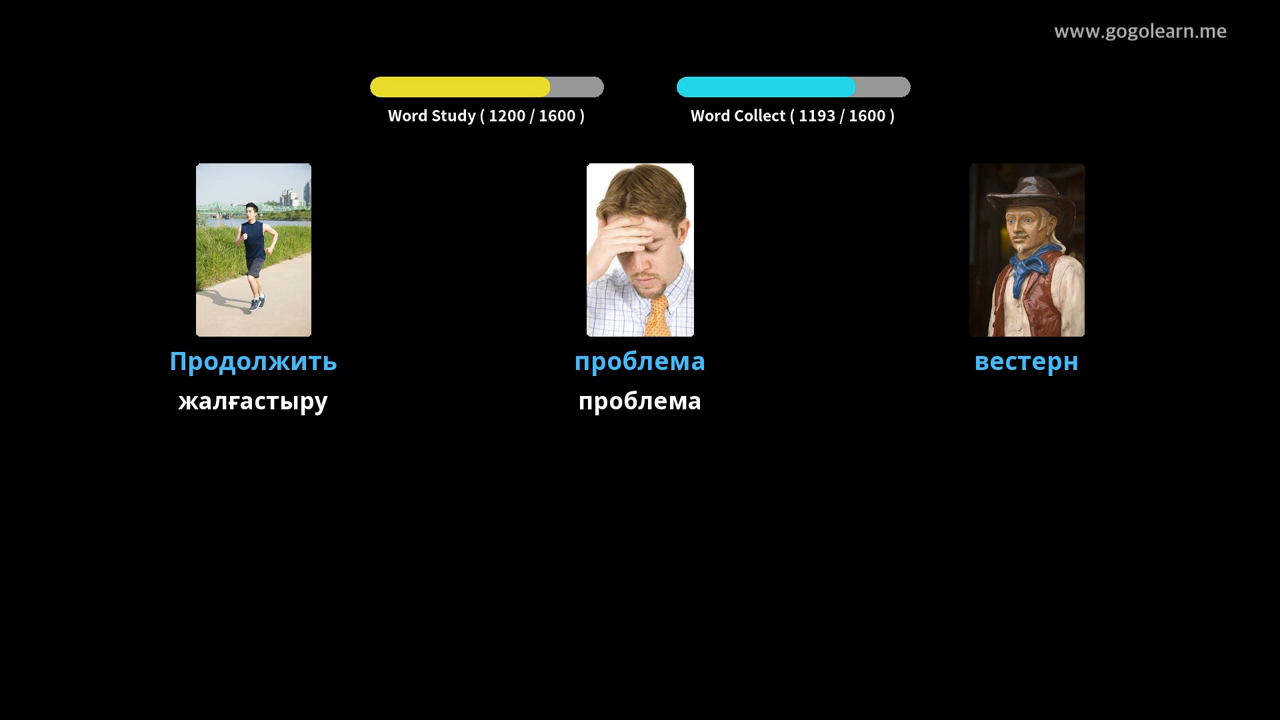 www.gogolearn.me
Word Study ( 1200 / 1600 )
Word Collect ( 1193 / 1600 )
Продолжить
жалғастыру
проблема
проблема
вестерн